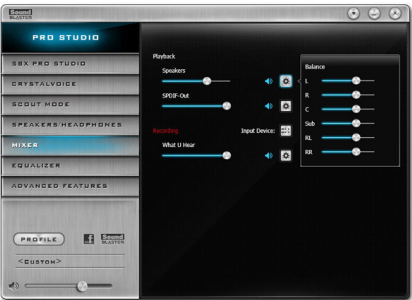 Sound
BLASTER
PRO STUDIO
SBX PRO STUDIO
CRYSTALVOICE
SCOUT MODE
SPEAKERS/HEADPHONES
MIXER
EQUALIZER
ADVANCED FEATURES
PROFILE
f
Sound
BLASTER
<CUSTOM>
Playback
Speakers
SPDIF-Out
Recording
Input Device:
What U Hear
Balance
L
R
C
Sub
RL
RR